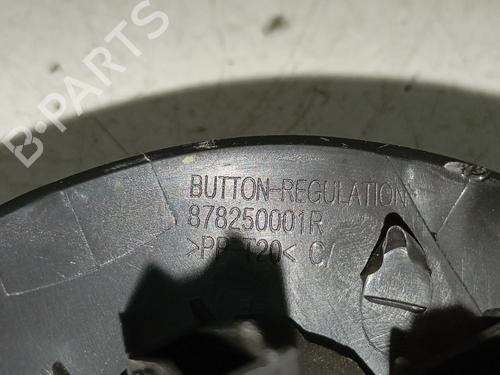 B-PARTS
BUTTON-REGULATION
878250001R
>PP-T20< C/